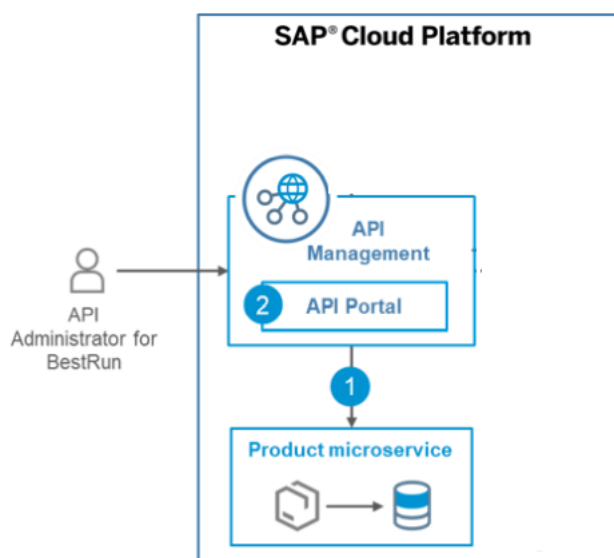 SAP® Cloud Platform
API
Management
2
API Portal
API
Administrator for
BestRun
1
Product microservice